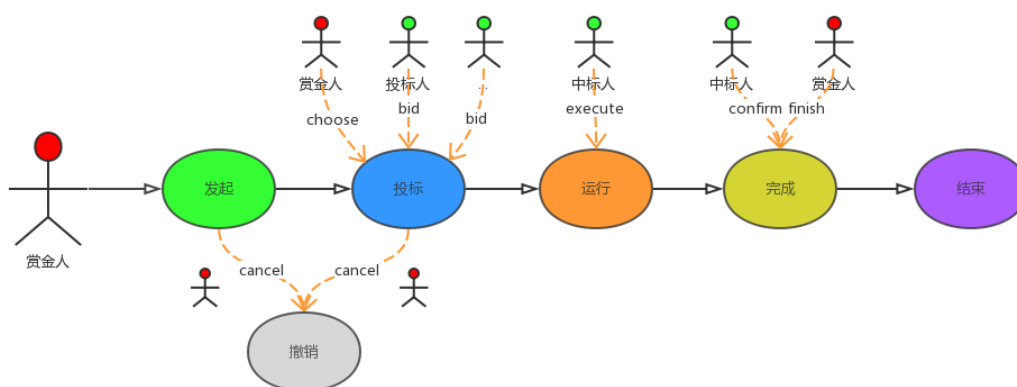 赏金人
投标人
...
中标人
中标人
赏金人
choose
bid
bid
execute
confirm
finish
发起
投标
运行
完成
结束
赏金人
cancel
cancel
撤销